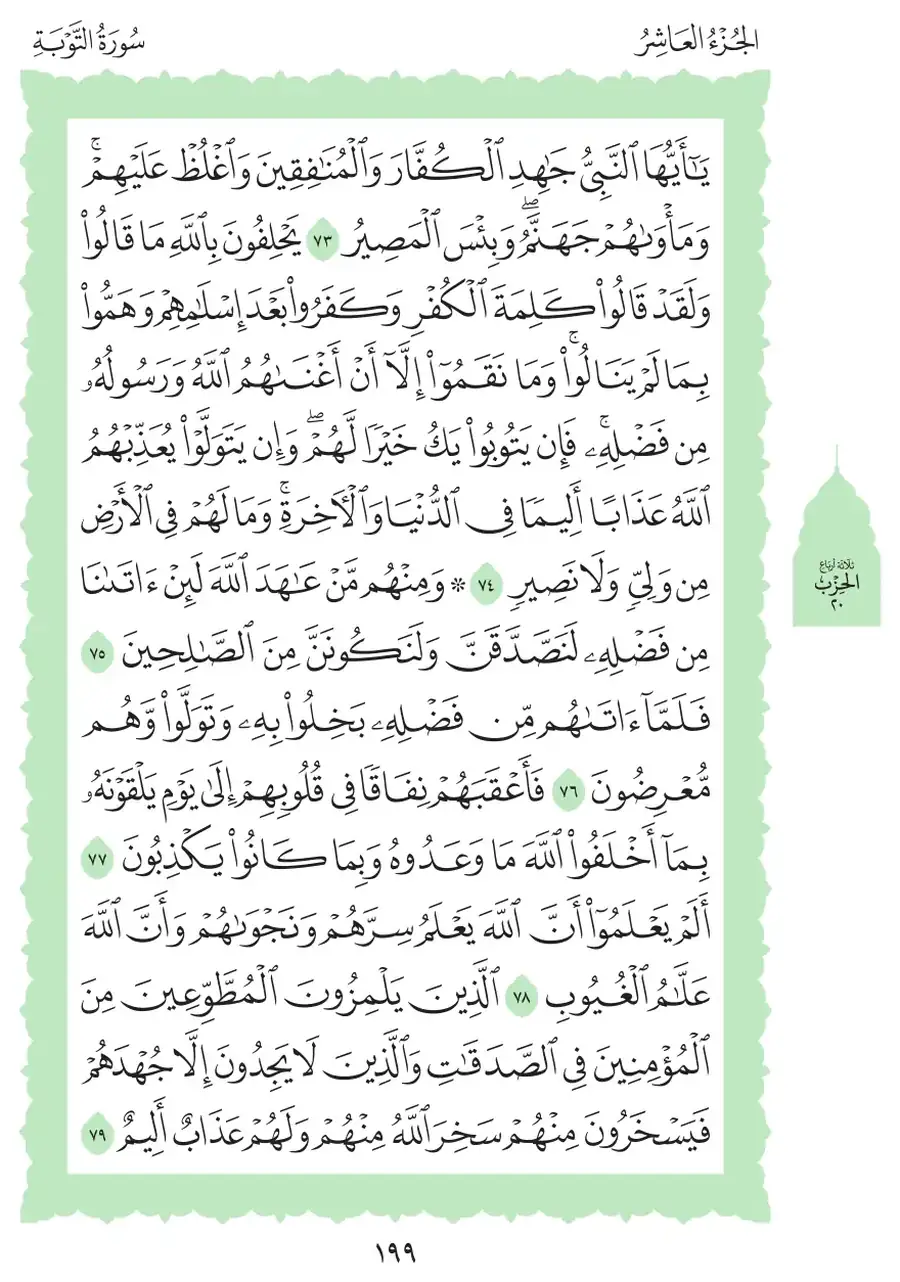 الجُزْءُ العَاشِرُ
سُورَةُ التَّوْبَةِ
يَٰٓأَيُّهَا ٱلنَّبِيُّ جَٰهِدِ ٱلْكُفَّارَ وَٱلْمُنَٰفِقِينَ وَٱغْلُظْ عَلَيْهِمْۚ
وَمَأْوَىٰهُمْ جَهَنَّمُۖ وَبِئْسَ ٱلْمَصِيرُ ٧٣ يَحْلِفُونَ بِٱللَّهِ مَا قَالُوا۟
وَلَقَدْ قَالُوا۟ كَلِمَةَ ٱلْكُفْرِ وَكَفَرُوا۟ بَعْدَ إِسْلَٰمِهِمْ وَهَمُّوا۟
بِمَا لَمْ يَنَالُوا۟ۚ وَمَا نَقَمُوٓا۟ إِلَّآ أَنْ أَغْنَىٰهُمُ ٱللَّهُ وَرَسُولُهُۥ
مِن فَضْلِهِۦۚ فَإِن يَتُوبُوا۟ يَكُ خَيْرًا لَّهُمْۖ وَإِن يَتَوَلَّوْا۟ يُعَذِّبْهُمُ
ٱللَّهُ عَذَابًا أَلِيمًا فِي ٱلدُّنْيَا وَٱلْءَاخِرَةِۚ وَمَا لَهُمْ فِي ٱلْأَرْضِ
مِن وَلِيٍّ وَلَا نَصِيرٍ ٧٤ ۞ وَمِنْهُم مَّنْ عَٰهَدَ ٱللَّهَ لَئِنْ ءَاتَىٰنَا
مِن فَضْلِهِۦ لَنَصَّدَّقَنَّ وَلَنَكُونَنَّ مِنَ ٱلصَّٰلِحِينَ ٧٥
فَلَمَّآ ءَاتَىٰهُم مِّن فَضْلِهِۦ بَخِلُوا۟ بِهِۦ وَتَوَلَّوا۟ وَّهُم
مُّعْرِضُونَ ٧٦ فَأَعْقَبَهُمْ نِفَاقًا فِي قُلُوبِهِمْ إِلَىٰ يَوْمِ يَلْقَوْنَهُۥ
بِمَآ أَخْلَفُوا۟ ٱللَّهَ مَا وَعَدُوهُ وَبِمَا كَانُوا۟ يَكْذِبُونَ ٧٧
أَلَمْ يَعْلَمُوٓا۟ أَنَّ ٱللَّهَ يَعْلَمُ سِرَّهُمْ وَنَجْوَىٰهُمْ وَأَنَّ ٱللَّهَ
عَلَّٰمُ ٱلْغُيُوبِ ٧٨ ٱلَّذِينَ يَلْمِزُونَ ٱلْمُطَّوِّعِينَ مِنَ
ٱلْمُؤْمِنِينَ فِي ٱلصَّدَقَٰتِ وَٱلَّذِينَ لَا يَجِدُونَ إِلَّا جُهْدَهُمْ
فَيَسْخَرُونَ مِنْهُمْ سَخِرَ ٱللَّهُ مِنْهُمْ وَلَهُمْ عَذَابٌ أَلِيمٌ ٧٩
ثلاثة أرباع
الحِزْب
٢٠
١٩٩